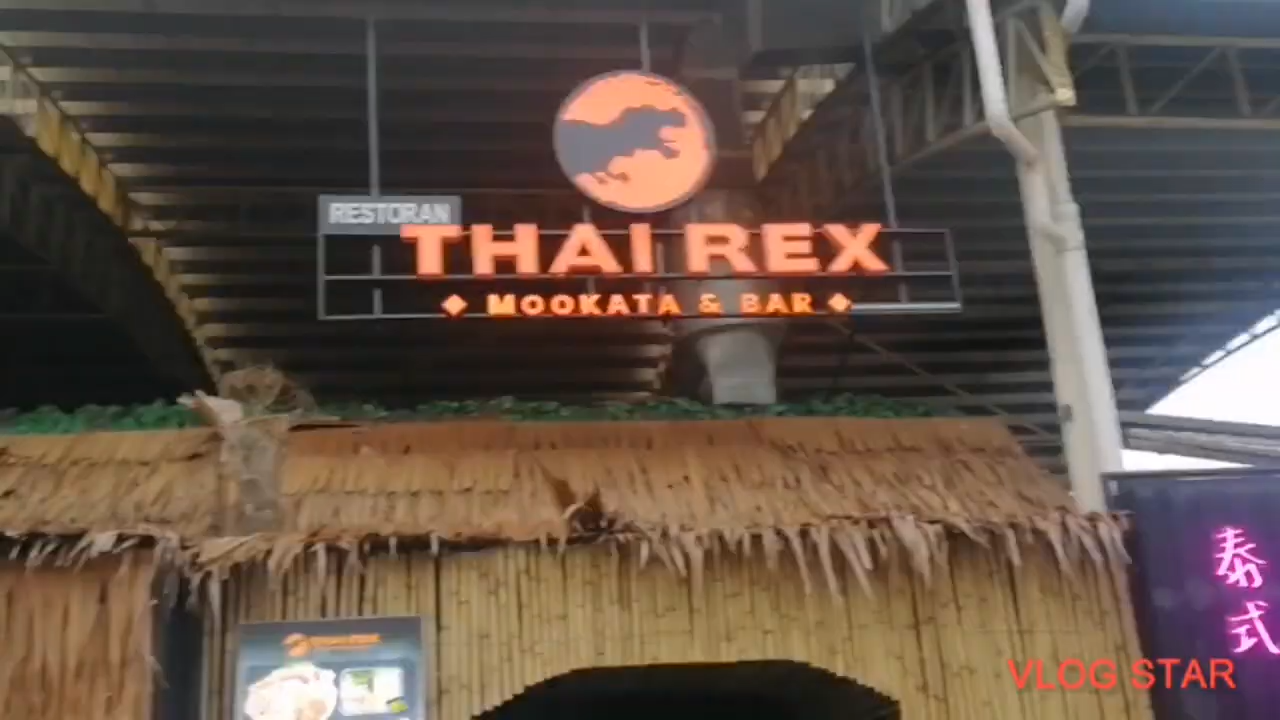 RESTORAN
THAI REX
MOOKATA & BAR
泰式
VLOG STAR